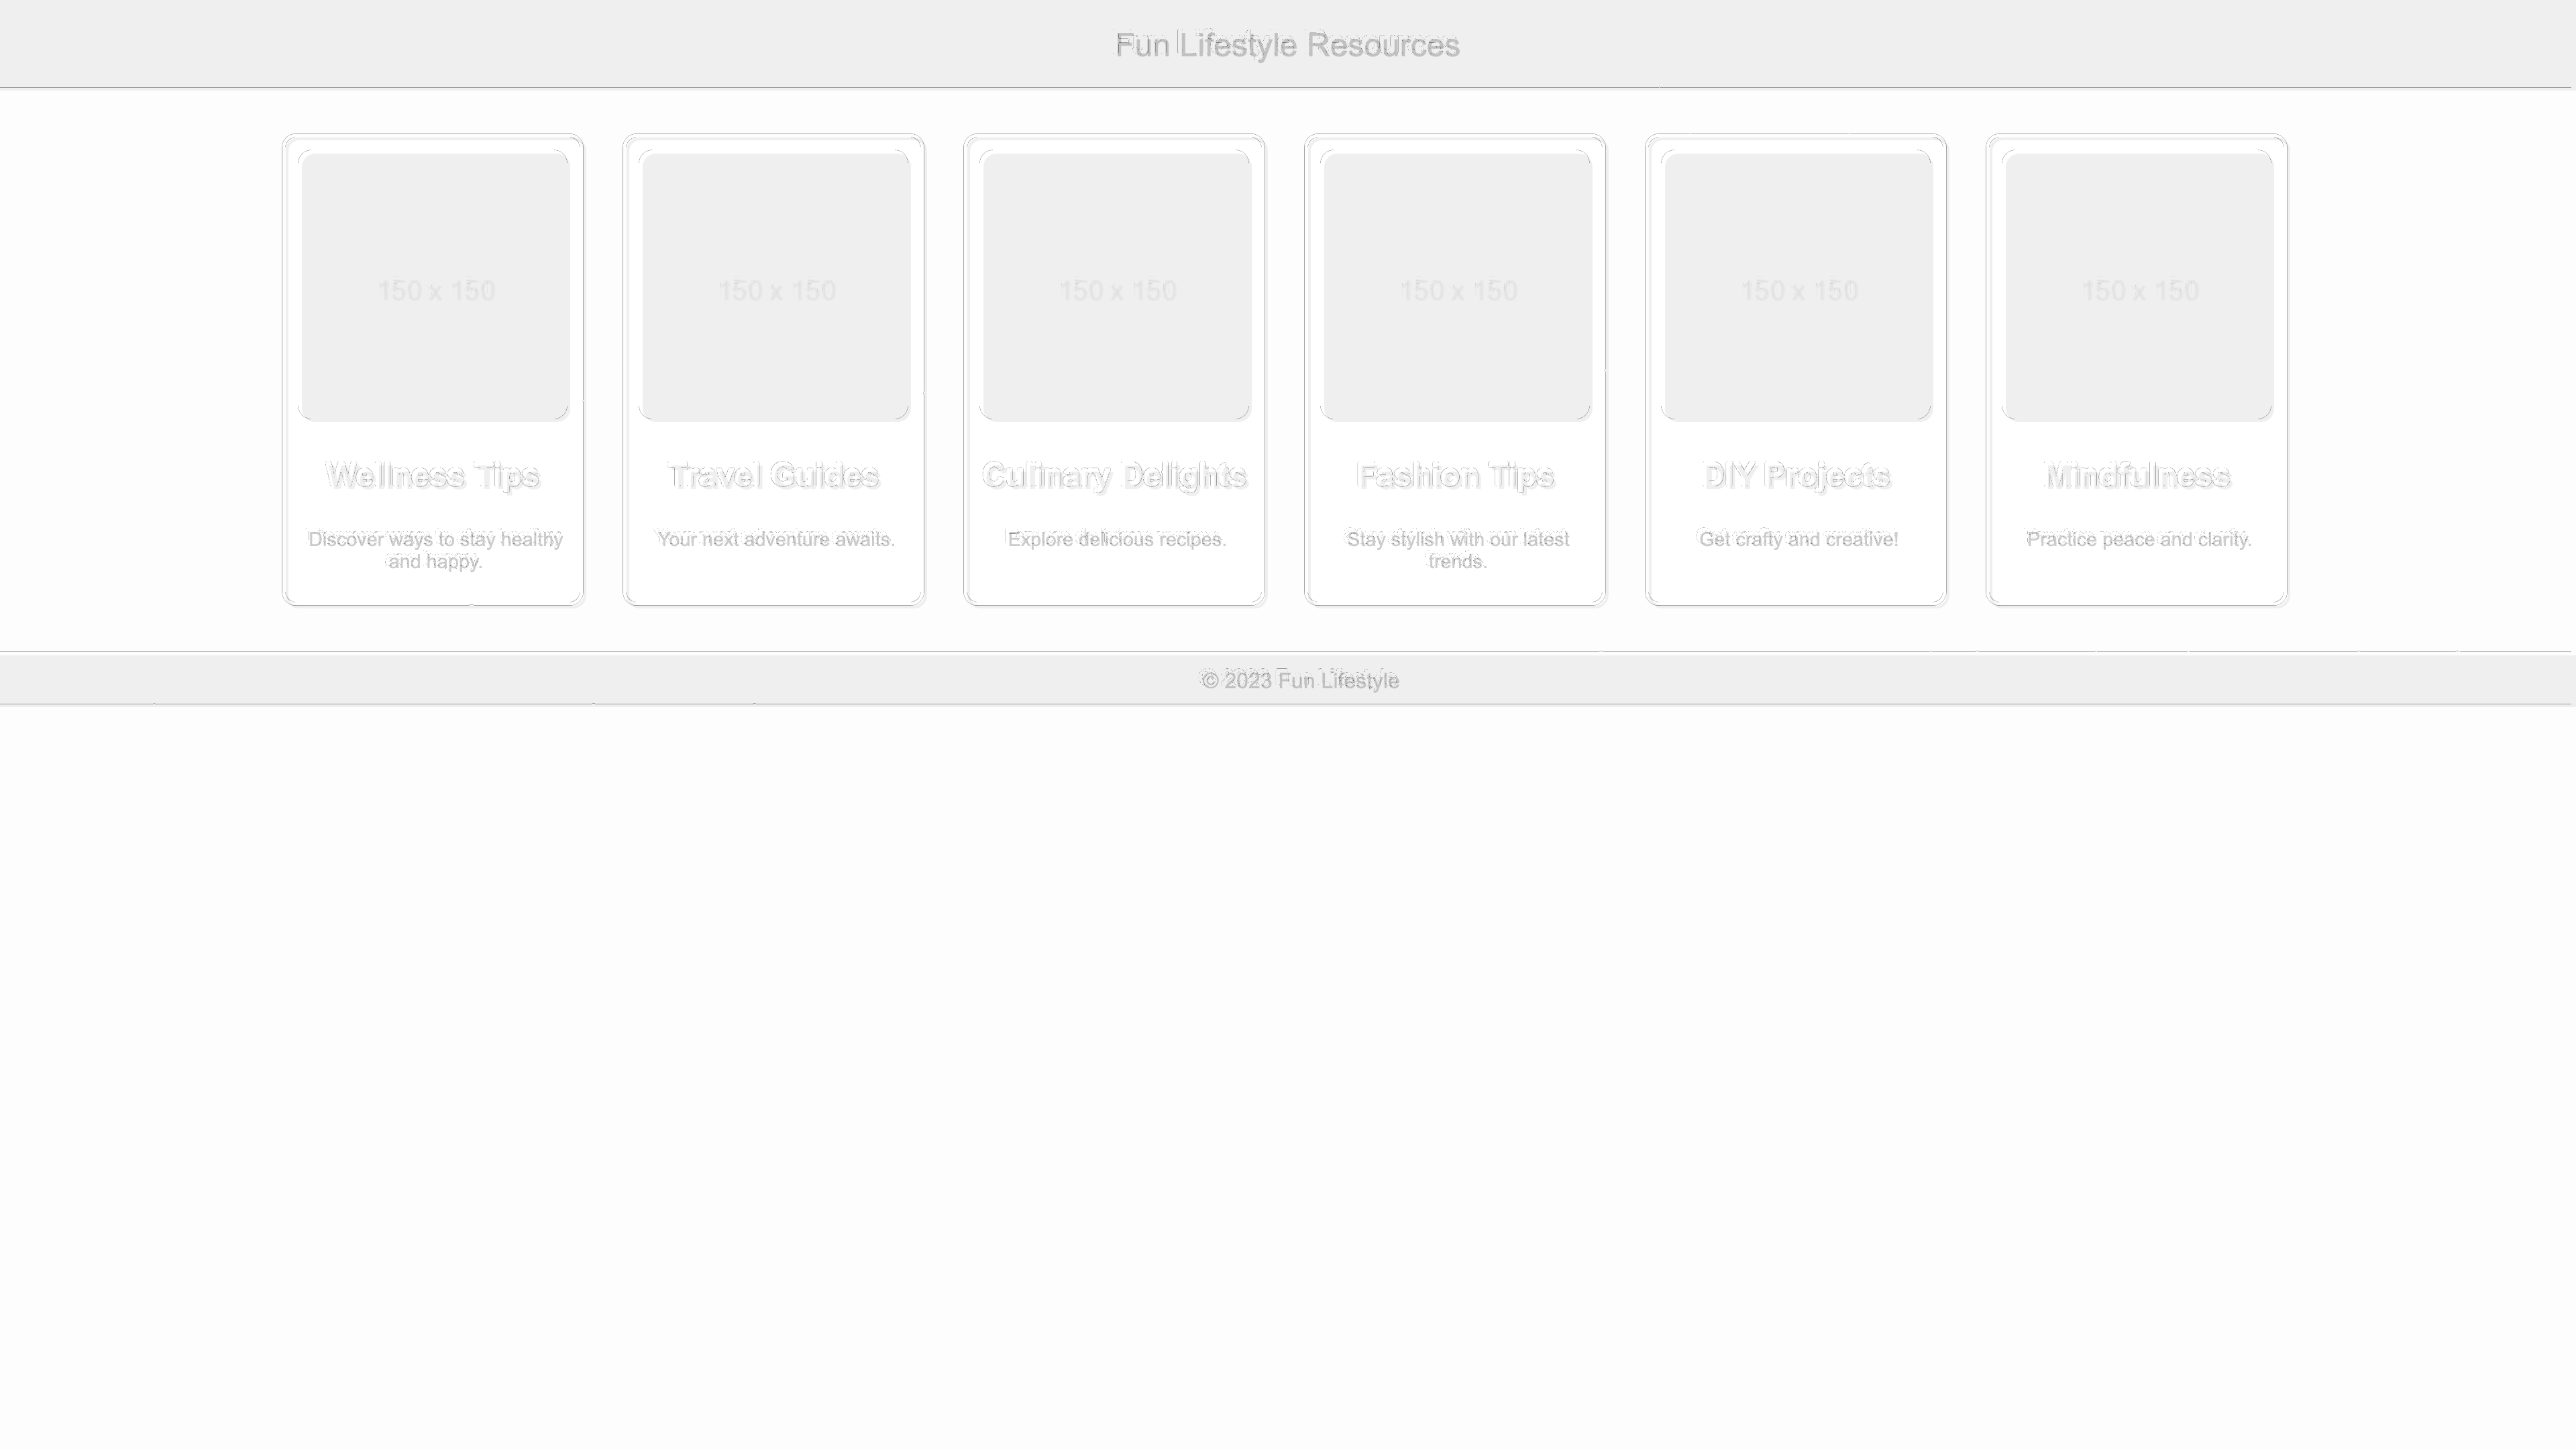 Fun Lifestyle Resources
150 x 150
150 x 150
150 x 150
150 x 150
150 x 150
150 x 150
Wellness Tips
Travel Guides
Culinary Delights
Fashion Tips
DIY Projects
Mindfulness
Discover ways to stay healthy
and happy.
Your next adventure awaits.
Explore delicious recipes.
Stay stylish with our latest
trends.
Get crafty and creative!
Practice peace and clarity.
© 2023 Fun Lifestyle